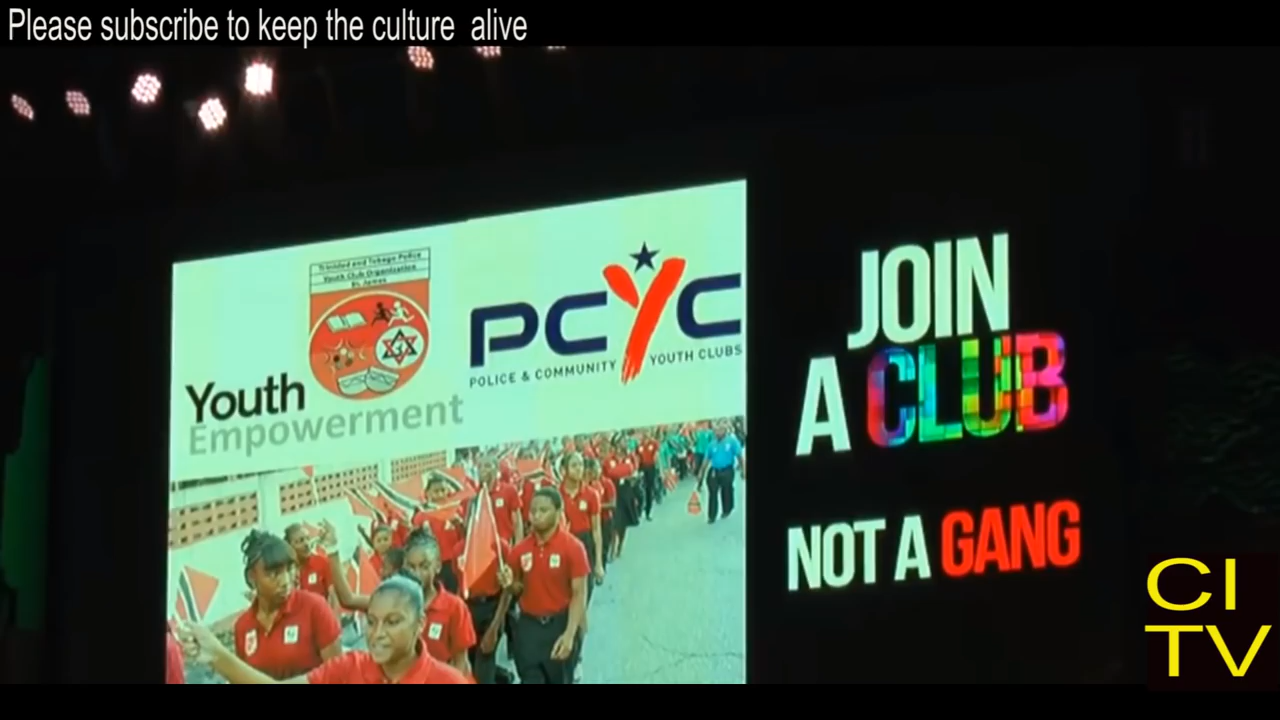 Please subscribe to keep the culture alive
Trinidad and Tobago Police
Youth Club Organization
St. James
Youth
Empowerment
PCYC
POLICE & COMMUNITY YOUTH CLUBS
JOIN
A CLUB
NOT A GANG
CI
TV